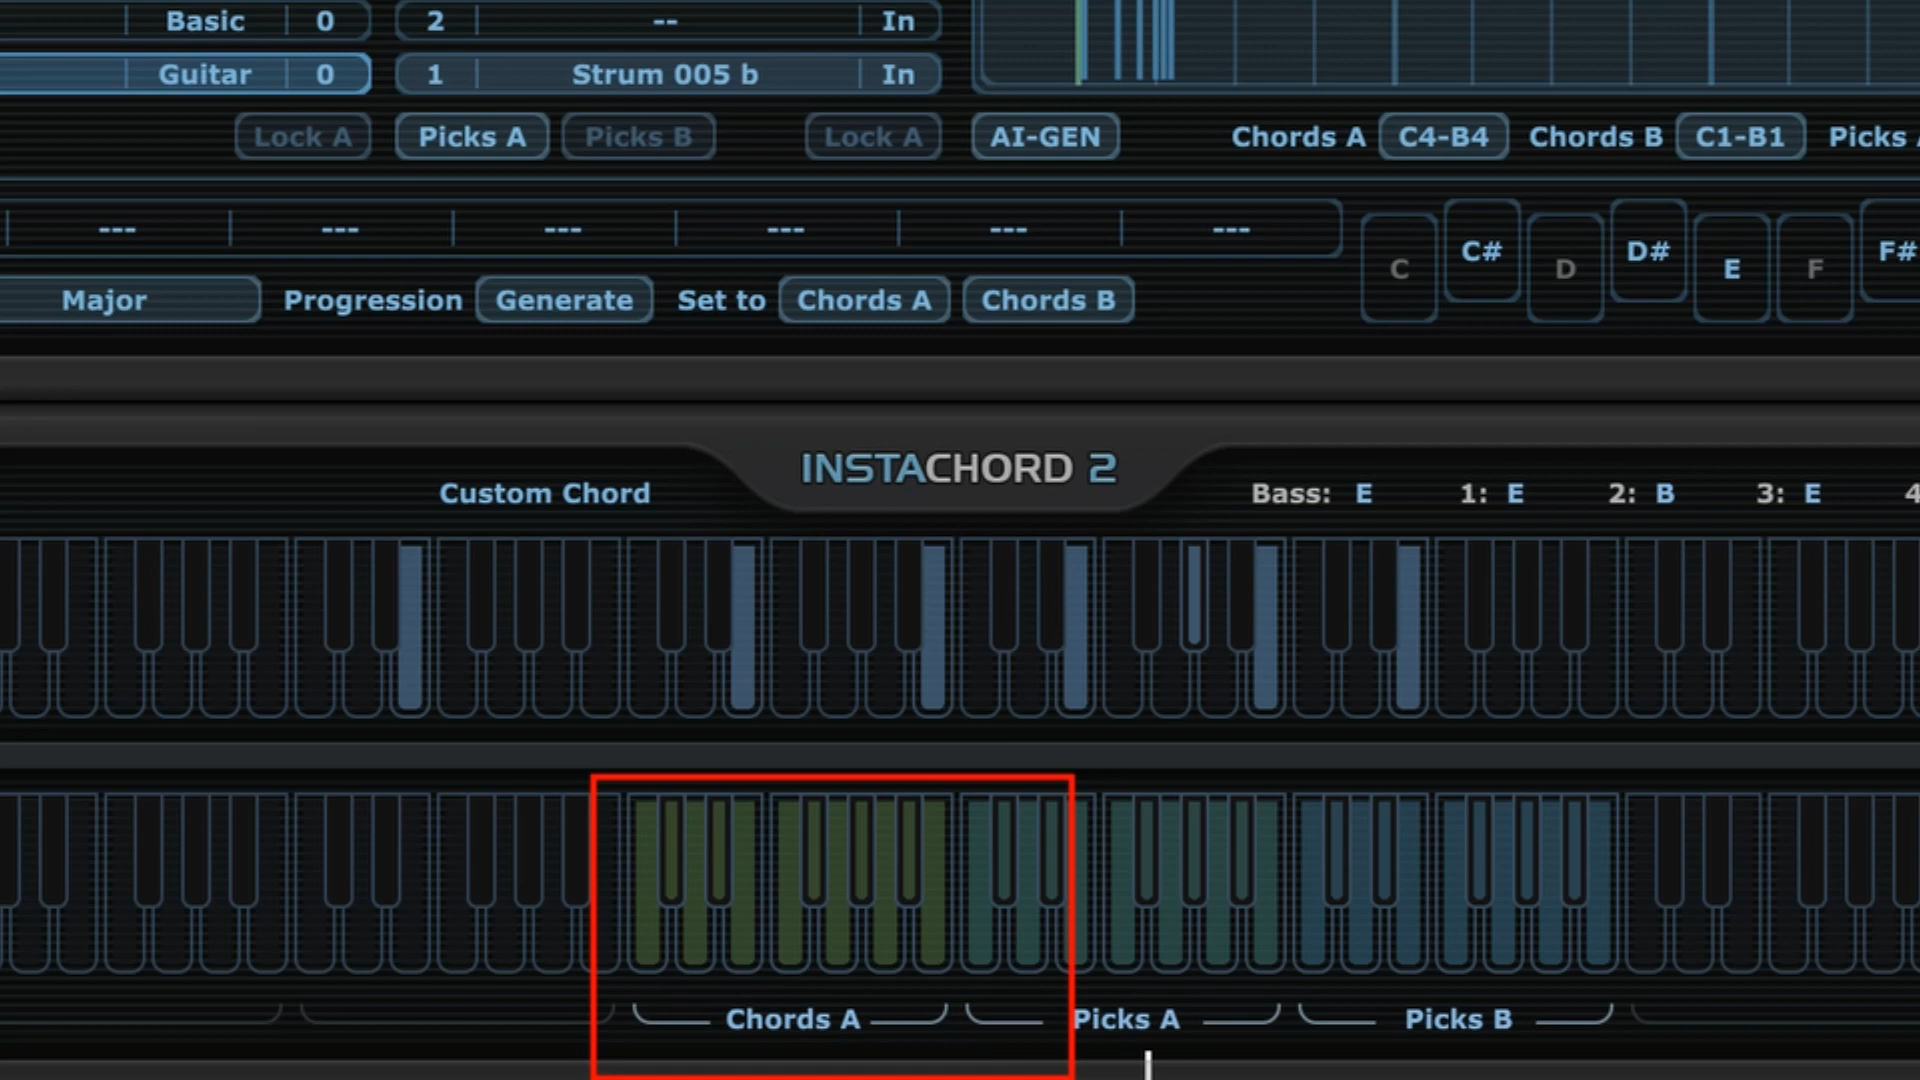 Basic 0 2 -- In
Guitar 0 1 Strum 005 b In
Lock A Picks A Picks B Lock A AI-GEN Chords A C4-B4 Chords B C1-B1 Picks
--- --- --- --- --- --- C C# D D# E F F#
Major Progression Generate Set to Chords A Chords B
INSTACHORD 2
Custom Chord Bass: E 1: E 2: B 3: E 4
Chords A Picks A Picks B